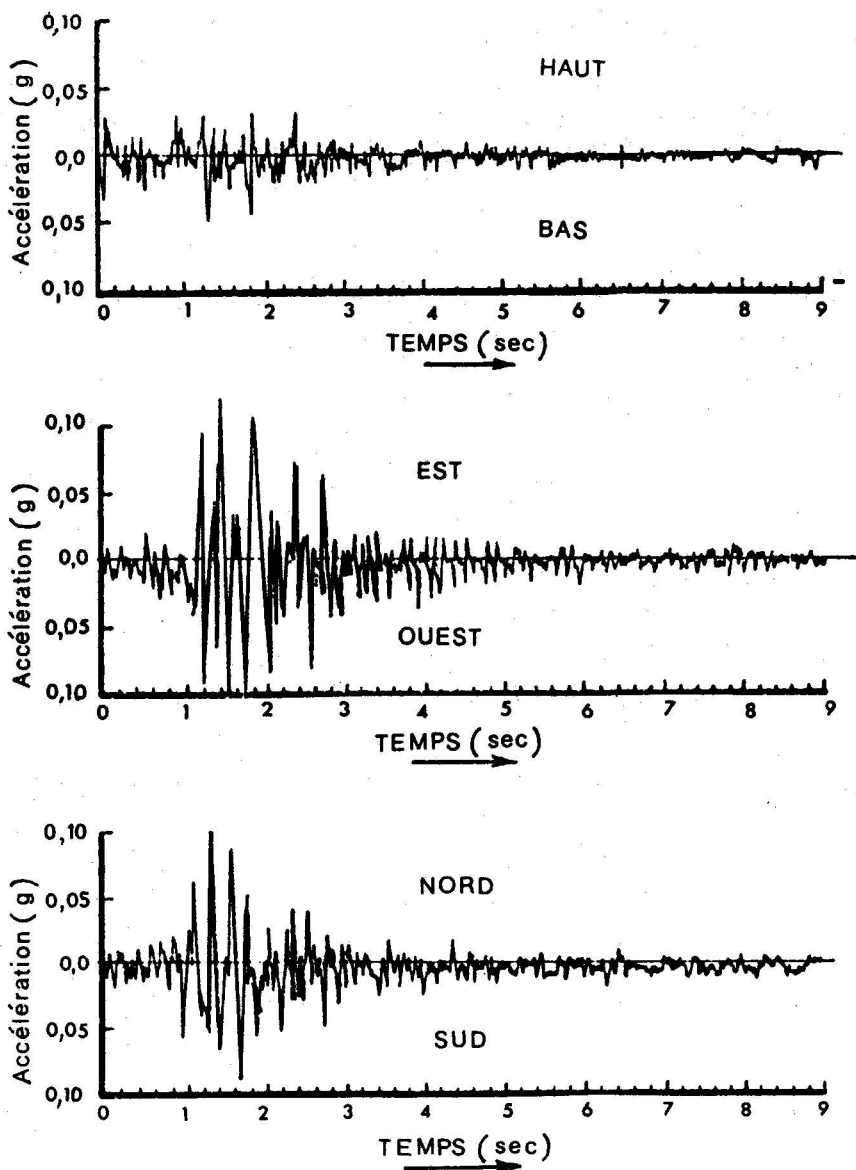 Accélération (g)
0,10
0,05
0,0
0,05
0,10
HAUT
BAS
0 1 2 3 4 5 6 7 8 9
TEMPS (sec)
Accélération (g)
0,10
0,05
0,0
0,05
0,10
EST
OUEST
0 1 2 3 4 5 6 7 8 9
TEMPS (sec)
Accélération (g)
0,10
0,05
0,0
0,05
0,10
NORD
SUD
0 1 2 3 4 5 6 7 8 9
TEMPS (sec)